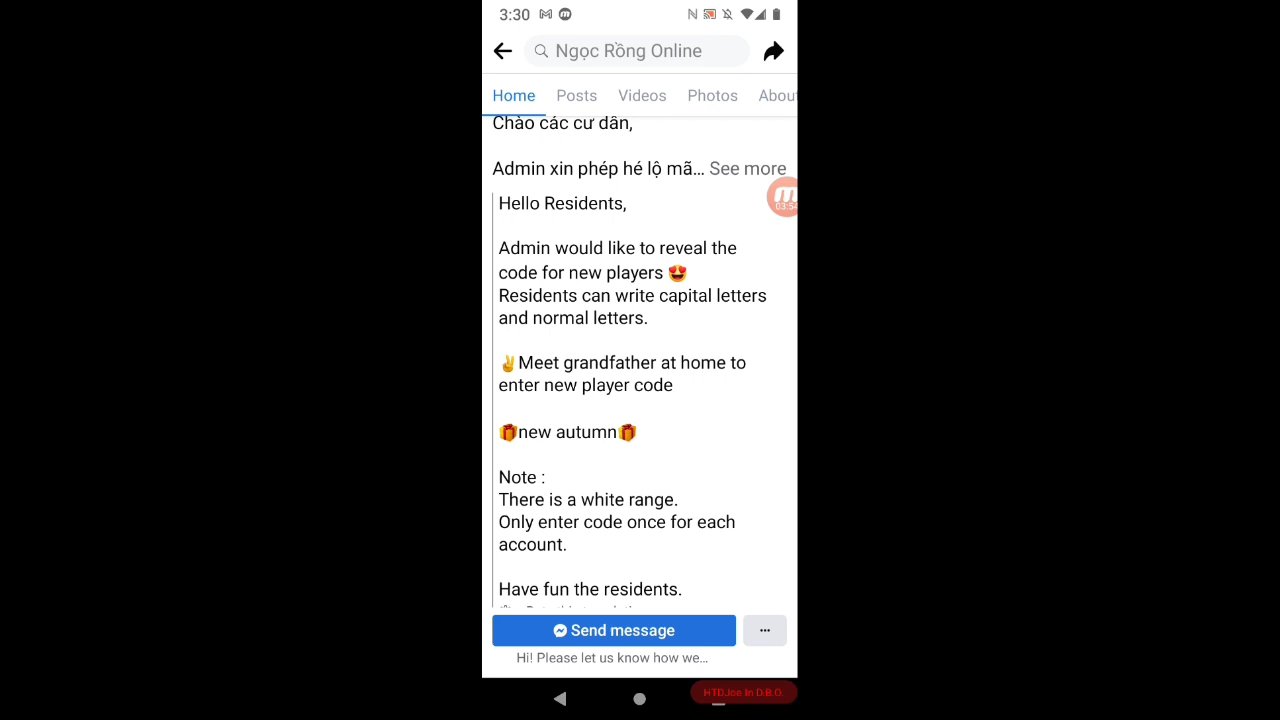 3:30
Ngọc Rồng Online
Home Posts Videos Photos About
Chào các cư dân,
Admin xin phép hé lộ mã... See more
Hello Residents,
03:54
Admin would like to reveal the
code for new players 😍
Residents can write capital letters
and normal letters.
✌Meet grandfather at home to
enter new player code
🎁new autumn🎁
Note :
There is a white range.
Only enter code once for each
account.
Have fun the residents.
Send message
Hi! Please let us know how we...
HTDJoe In D.B.O.